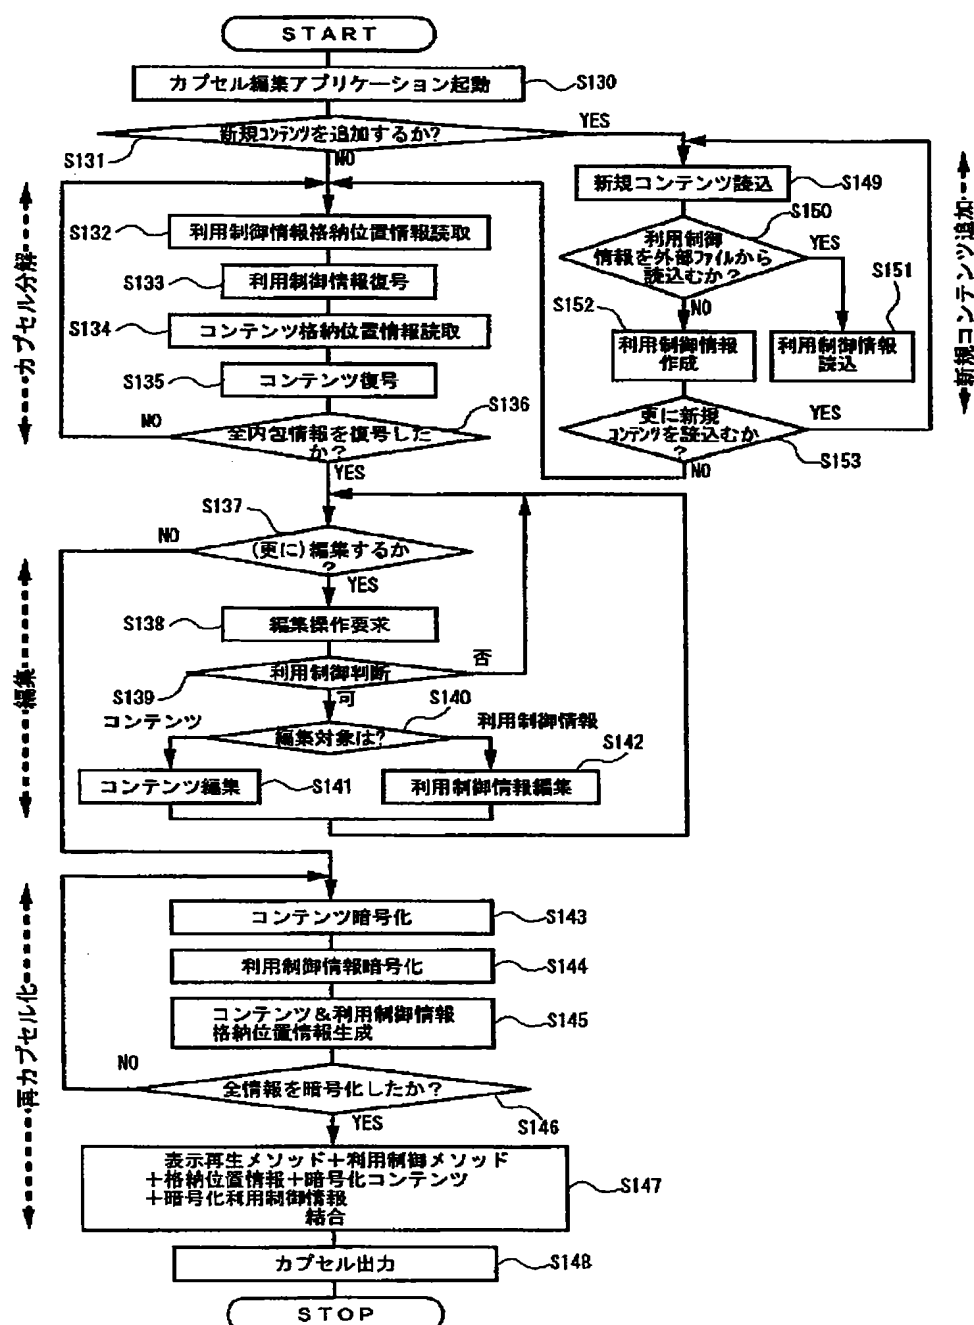 START
カプセル編集アプリケーション起動
S130
新規コンテンツを追加するか?
YES
S131
NO
新規コンテンツ読込
S149
S150
利用制御
情報を外部ファイルから
読込むか?
YES
S151
NO
S152
利用制御情報
作成
利用制御情報
読込
更に新規
コンテンツを読込むか
?
YES
S153
NO
新規コンテンツ追加
カプセル分解
S132
利用制御情報格納位置情報読取
S133
利用制御情報復号
S134
コンテンツ格納位置情報読取
S135
コンテンツ復号
S136
NO
全内包情報を復号した
か?
YES
S137
NO
(更に)編集するか
?
YES
編集
S138
編集操作要求
否
S139
利用制御判断
可
S140
コンテンツ
利用制御情報
編集対象は?
S142
コンテンツ編集
S141
利用制御情報編集
再カプセル化
コンテンツ暗号化
S143
利用制御情報暗号化
S144
コンテンツ&利用制御情報
格納位置情報生成
S145
NO
全情報を暗号化したか?
S146
YES
表示再生メソッド+利用制御メソッド
+格納位置情報+暗号化コンテンツ
+暗号化利用制御情報
結合
S147
カプセル出力
S148
STOP